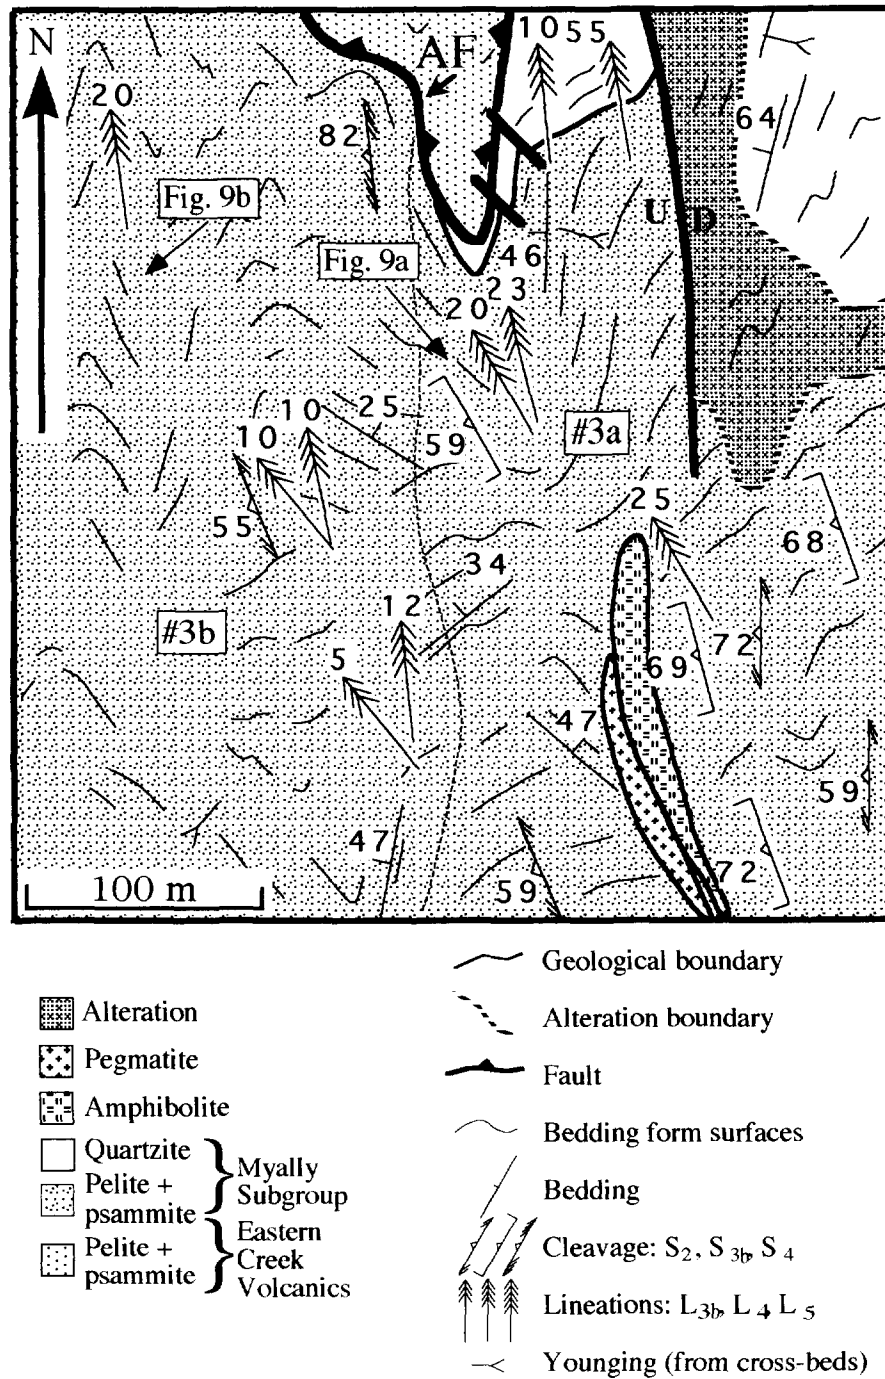 N
10 55
AF
20
82
64
Fig. 9b
U D
Fig. 9a
46
20 23
10
25
10
59
#3a
55
25
68
34
12
#3b
5
72
69
47
59
47
100 m
59
72
Geological boundary
Alteration
Alteration boundary
Pegmatite
Fault
Amphibolite
Bedding form surfaces
Quartzite
Myally
Subgroup
Pelite +
psammite
Bedding
Eastern
Creek
Volcanics
Pelite +
psammite
Cleavage: S2, S3b, S4
Lineations: L3b, L4, L5
Younging (from cross-beds)